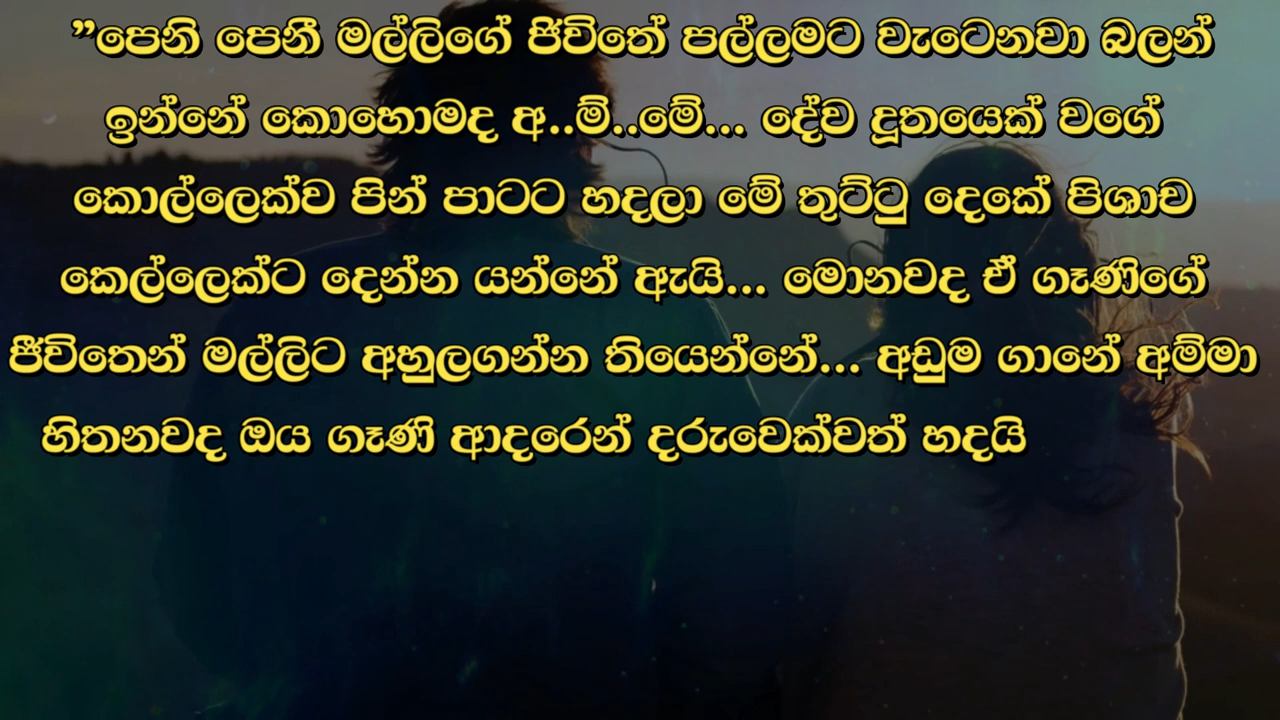 ”පෙනි පෙනී මල්ලිගේ ජීවිතේ පල්ලමට වැටෙනවා බලන්
ඉන්නේ කොහොමද අ..ම්..මේ... දේව දූතයෙක් වගේ
කොල්ලෙක්ව පින් පාටට හදලා මේ තුට්ටු දෙකේ පිශාච
කෙල්ලෙක්ට දෙන්න යන්නේ ඇයි... මොනවද ඒ ගෑණිගේ
ජීවිතෙන් මල්ලිට අහුලගන්න තියෙන්නේ... අඩුම ගානේ අම්මා
හිතනවද ඔය ගෑණි ආදරෙන් දරුවෙක්වත් හදයි